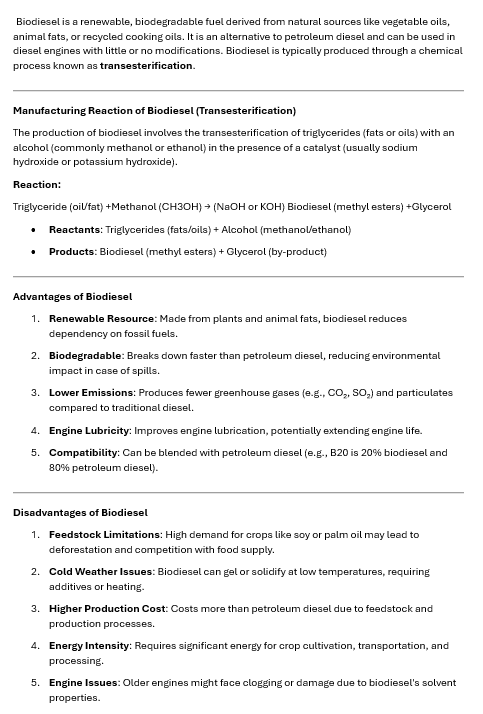 Biodiesel is a renewable, biodegradable fuel derived from natural sources like vegetable oils,
animal fats, or recycled cooking oils. It is an alternative to petroleum diesel and can be used in
diesel engines with little or no modifications. Biodiesel is typically produced through a chemical
process known as transesterification.
Manufacturing Reaction of Biodiesel (Transesterification)
The production of biodiesel involves the transesterification of triglycerides (fats or oils) with an
alcohol (commonly methanol or ethanol) in the presence of a catalyst (usually sodium
hydroxide or potassium hydroxide).
Reaction:
Triglyceride (oil/fat) +Methanol (CH3OH) → (NaOH or KOH) Biodiesel (methyl esters) +Glycerol
• Reactants: Triglycerides (fats/oils) + Alcohol (methanol/ethanol)
• Products: Biodiesel (methyl esters) + Glycerol (by-product)
Advantages of Biodiesel
1. Renewable Resource: Made from plants and animal fats, biodiesel reduces
dependency on fossil fuels.
2. Biodegradable: Breaks down faster than petroleum diesel, reducing environmental
impact in case of spills.
3. Lower Emissions: Produces fewer greenhouse gases (e.g., CO₂, SO₂) and particulates
compared to traditional diesel.
4. Engine Lubricity: Improves engine lubrication, potentially extending engine life.
5. Compatibility: Can be blended with petroleum diesel (e.g., B20 is 20% biodiesel and
80% petroleum diesel).
Disadvantages of Biodiesel
1. Feedstock Limitations: High demand for crops like soy or palm oil may lead to
deforestation and competition with food supply.
2. Cold Weather Issues: Biodiesel can gel or solidify at low temperatures, requiring
additives or heating.
3. Higher Production Cost: Costs more than petroleum diesel due to feedstock and
production processes.
4. Energy Intensity: Requires significant energy for crop cultivation, transportation, and
processing.
5. Engine Issues: Older engines might face clogging or damage due to biodiesel's solvent
properties.